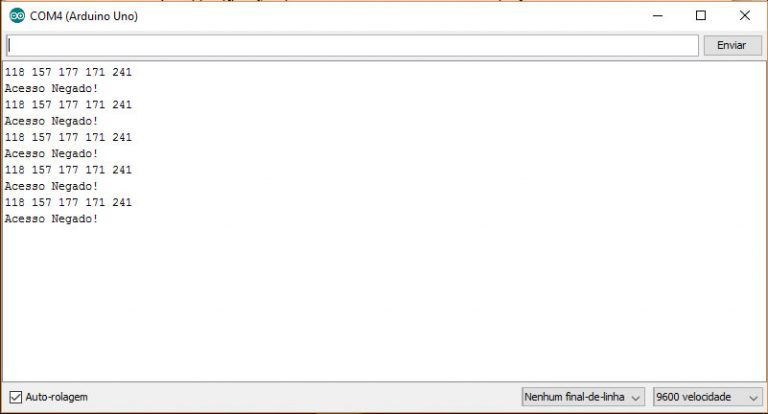 COM4 (Arduino Uno)
Enviar
118 157 177 171 241
Acesso Negado!
118 157 177 171 241
Acesso Negado!
118 157 177 171 241
Acesso Negado!
118 157 177 171 241
Acesso Negado!
118 157 177 171 241
Acesso Negado!
Auto-rolagem
Nenhum final-de-linha
9600 velocidade